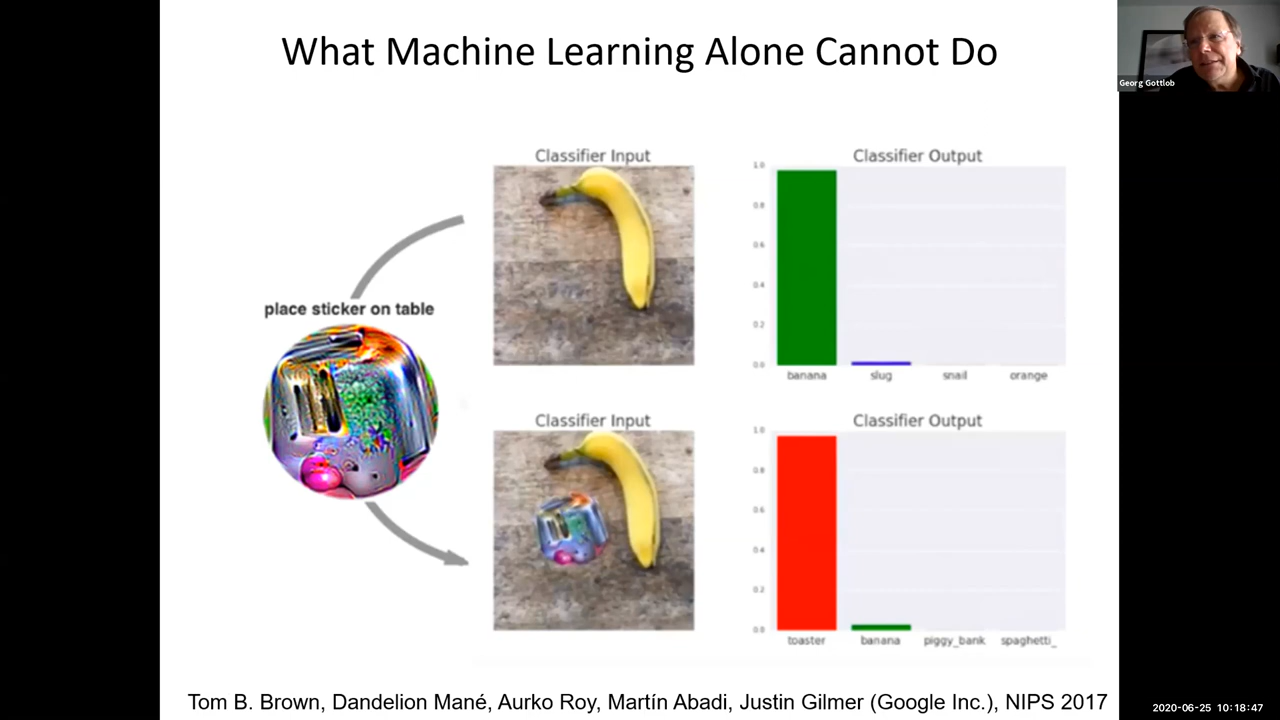 What Machine Learning Alone Cannot Do
Georg Gottlob
Classifier Input
Classifier Output
1.0
0.8
0.6
0.4
0.2
0.0
banana
slug
snail
orange
place sticker on table
Classifier Input
Classifier Output
1.0
0.8
0.6
0.4
0.2
0.0
toaster
banana
piggy_bank
spaghetti_
Tom B. Brown, Dandelion Mané, Aurko Roy, Martín Abadi, Justin Gilmer (Google Inc.), NIPS 2017
2020-06-25 10:18:47